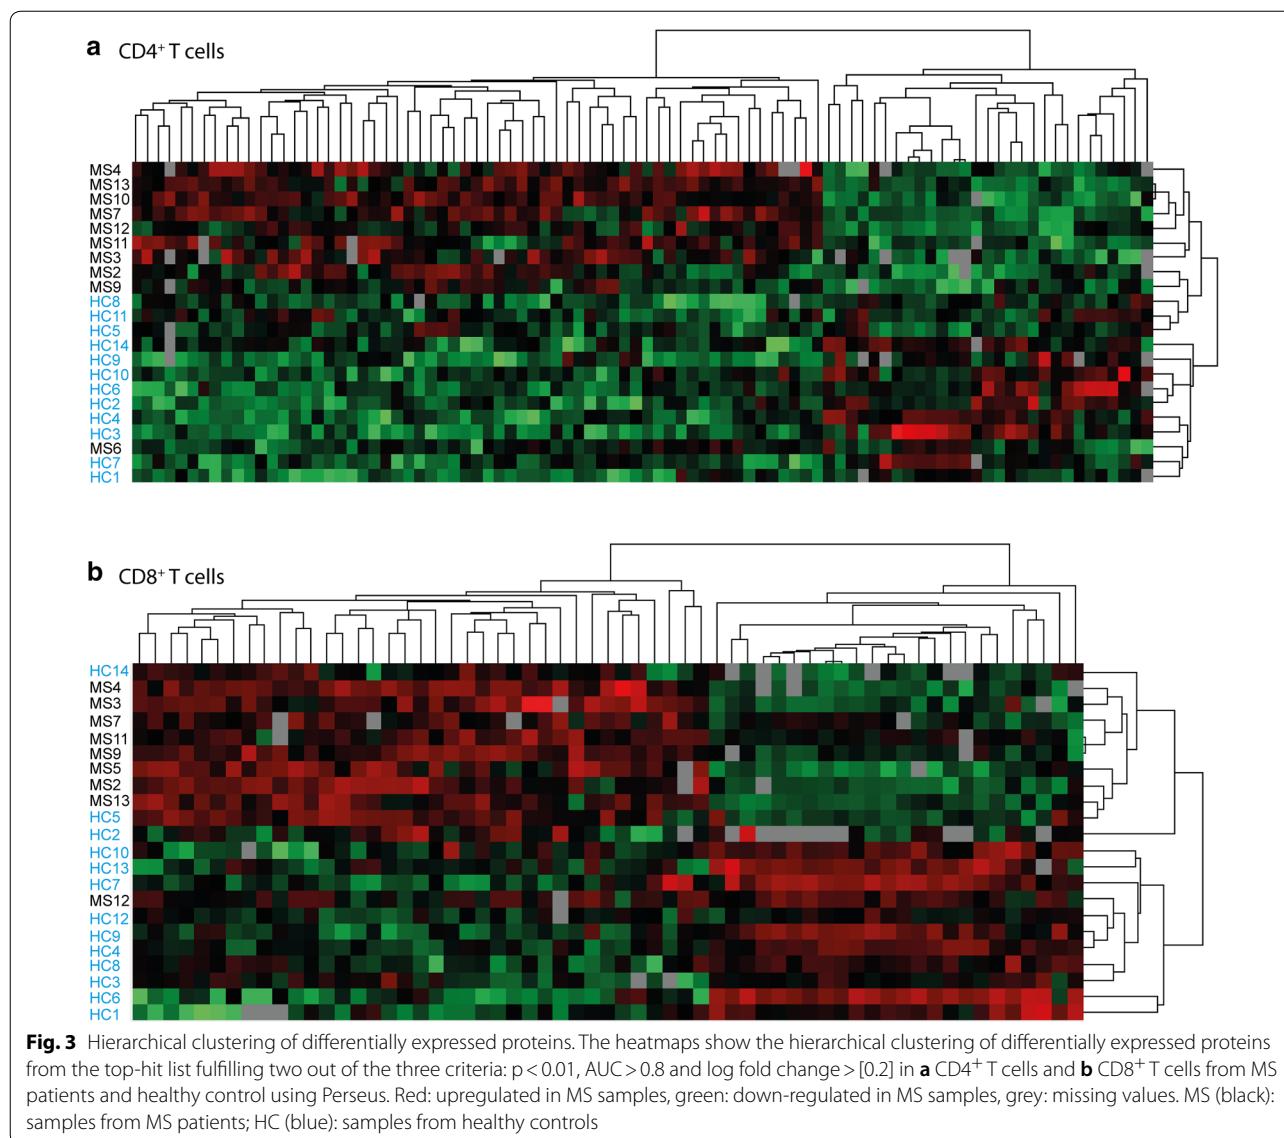 a CD4+ T cells
MS4
MS13
MS10
MS7
MS12
MS11
MS3
MS2
MS9
HC8
HC11
HC5
HC14
HC9
HC10
HC6
HC2
HC4
HC3
MS6
HC7
HC1
b CD8+ T cells
HC14
MS4
MS3
MS7
MS11
MS9
MS5
MS2
MS13
HC5
HC2
HC10
HC13
HC7
MS12
HC12
HC9
HC4
HC8
HC3
HC6
HC1
Fig. 3 Hierarchical clustering of differentially expressed proteins. The heatmaps show the hierarchical clustering of differentially expressed proteins
from the top-hit list fulfilling two out of the three criteria: p < 0.01, AUC > 0.8 and log fold change > [0.2] in a CD4+ T cells and b CD8+ T cells from MS
patients and healthy control using Perseus. Red: upregulated in MS samples, green: down-regulated in MS samples, grey: missing values. MS (black):
samples from MS patients; HC (blue): samples from healthy controls